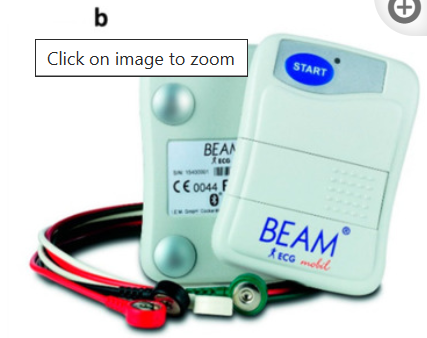 b
Click on image to zoom
START
BEAM
ECG
CE 0044
BEAM®
ECG mobil